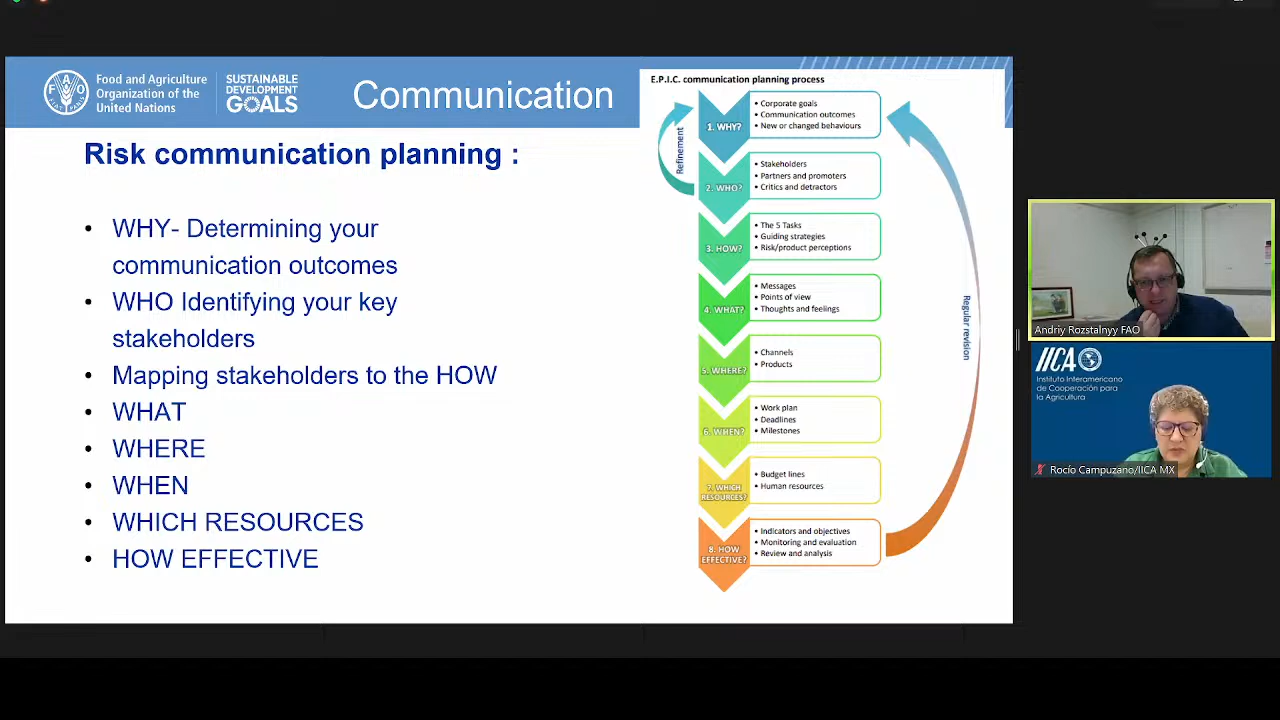 Food and Agriculture
Organization of the
United Nations
SUSTAINABLE
DEVELOPMENT
GOALS
Communication
Risk communication planning :
• WHY- Determining your
communication outcomes
• WHO Identifying your key
stakeholders
• Mapping stakeholders to the HOW
• WHAT
• WHERE
• WHEN
• WHICH RESOURCES
• HOW EFFECTIVE
E.P.I.C. communication planning process
Refinement
1. WHY?
• Corporate goals
• Communication outcomes
• New or changed behaviours
2. WHO?
• Stakeholders
• Partners and promoters
• Critics and detractors
3. HOW?
• The 5 Tasks
• Guiding strategies
• Risk/product perceptions
4. WHAT?
• Messages
• Points of view
• Thoughts and feelings
5. WHERE?
• Channels
• Products
6. WHEN?
• Work plan
• Deadlines
• Milestones
7. WHICH
RESOURCES?
• Budget lines
• Human resources
8. HOW
EFFECTIVE?
• Indicators and objectives
• Monitoring and evaluation
• Review and analysis
Regular revision
Andriy Rozstalnyy FAO
IICA
Instituto Interamericano
de Cooperación para
la Agricultura
Rocío Campuzano/IICA MX